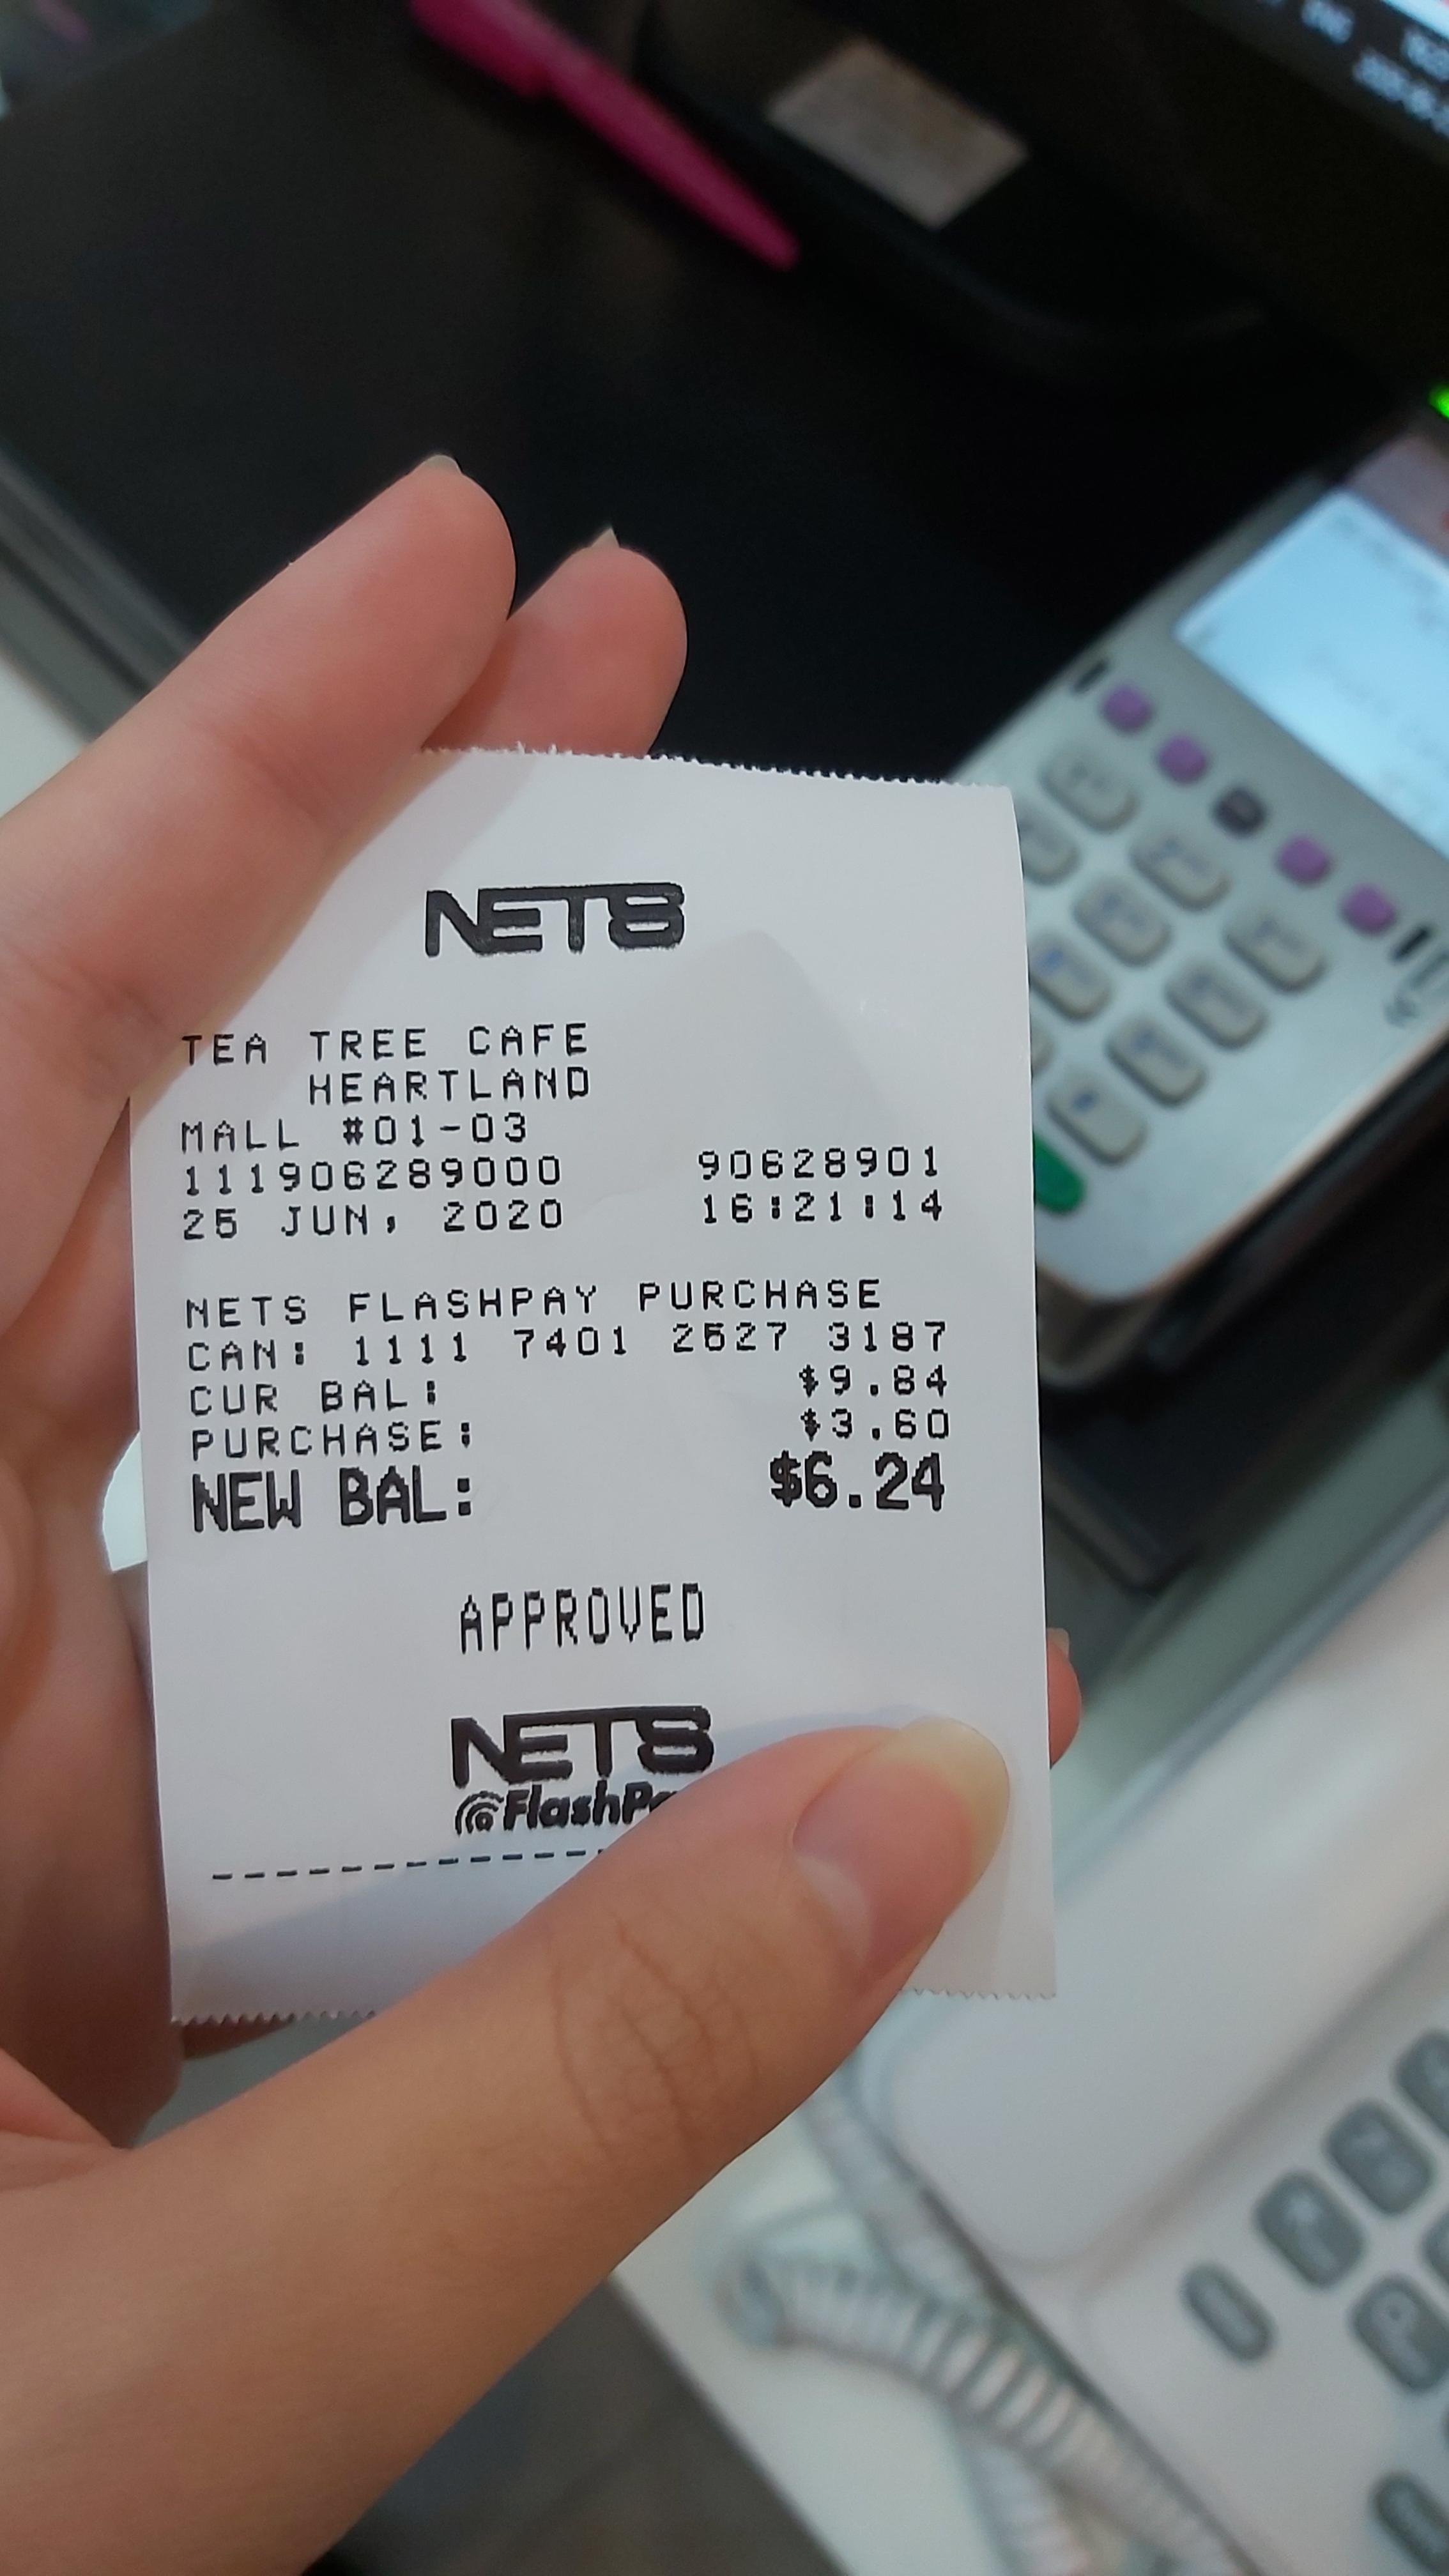 NETS
TEA TREE CAFE
HEARTLAND
MALL #01-03
111906289000 90628901
25 JUN, 2020 16:21:14
NETS FLASHPAY PURCHASE
CAN: 1111 7401 2627 3187
CUR BAL: $9.84
PURCHASE: $3.60
NEW BAL: $6.24
APPROVED
NETS